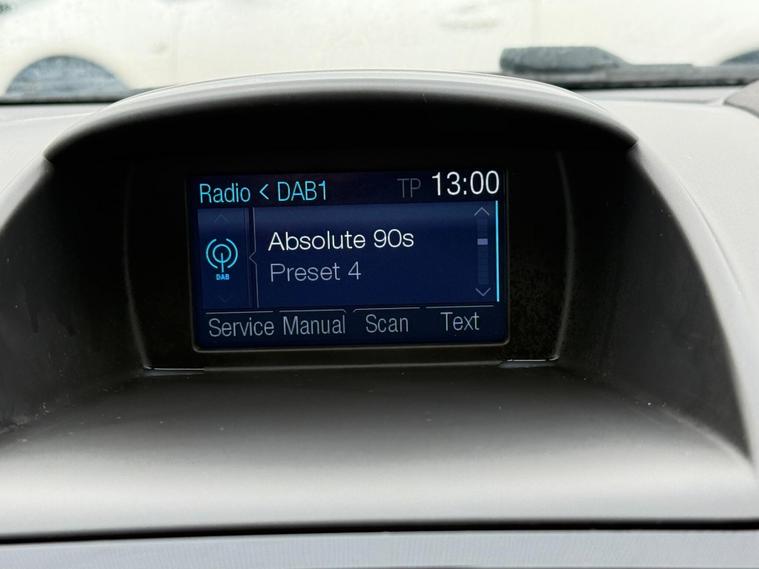 Radio < DAB1 TP 13:00
Absolute 90s
DAB
Preset 4
Service Manual Scan Text